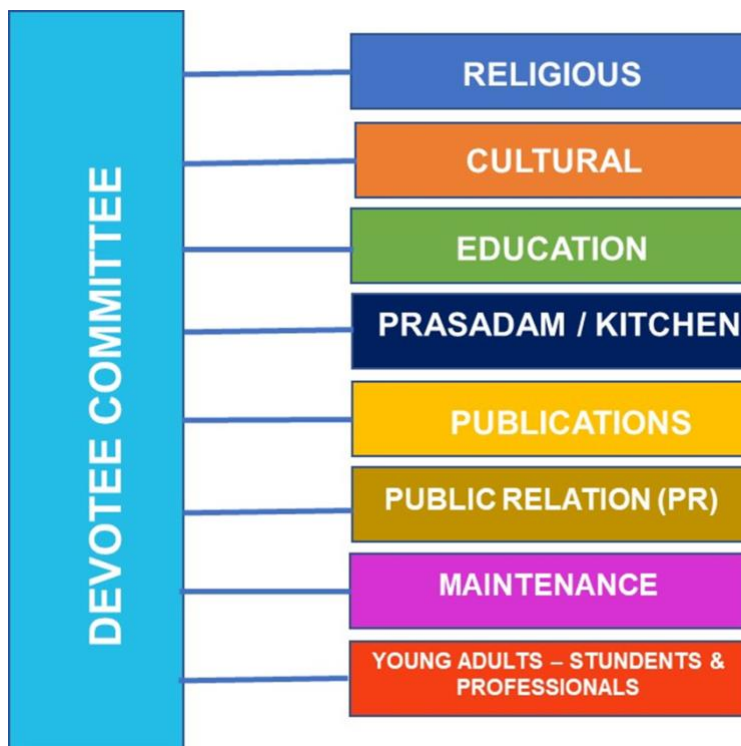 DEVOTEE COMMITTEE
RELIGIOUS
CULTURAL
EDUCATION
PRASADAM / KITCHEN
PUBLICATIONS
PUBLIC RELATION (PR)
MAINTENANCE
YOUNG ADULTS – STUNDENTS &
PROFESSIONALS